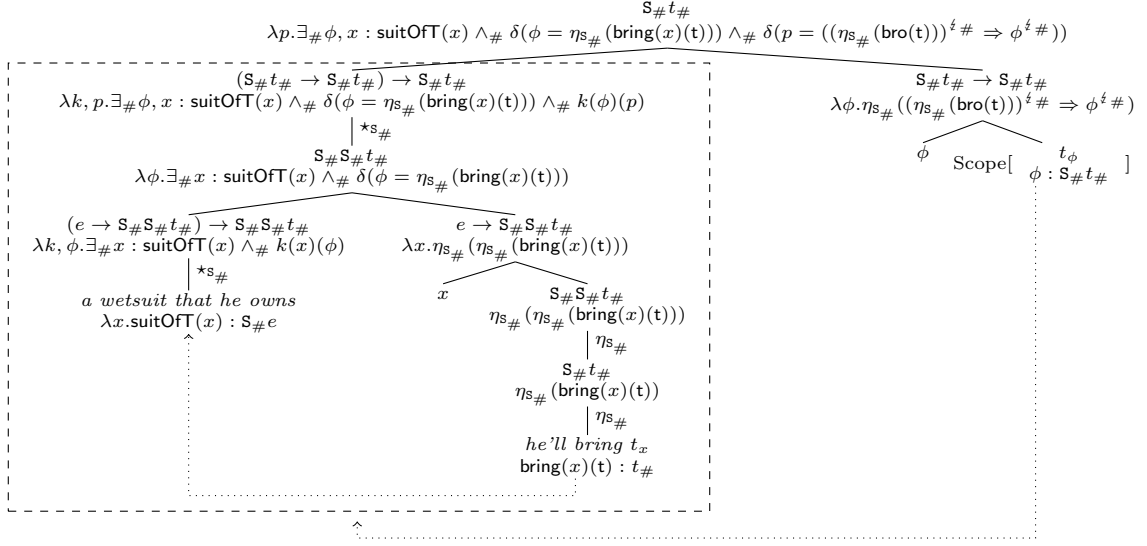 S#t#
λp.∃#ϕ, x : suitOfT(x) ∧# δ(ϕ = ηS#(bring(x)(t))) ∧# δ(p = ((ηS#(bro(t)))↯# ⇒ ϕ↯#))
(S#t# → S#t#) → S#t#
λk, p.∃#ϕ, x : suitOfT(x) ∧# δ(ϕ = ηS#(bring(x)(t))) ∧# k(ϕ)(p)
S#t# → S#t#
λϕ.ηS#((ηS#(bro(t)))↯# ⇒ ϕ↯#)
⋆S#
ϕ
Scope[ tϕ ]
ϕ : S#t#
S#S#t#
λϕ.∃#x : suitOfT(x) ∧# δ(ϕ = ηS#(bring(x)(t)))
(e → S#S#t#) → S#S#t#
λk, ϕ.∃#x : suitOfT(x) ∧# k(x)(ϕ)
e → S#S#t#
λx.ηS#(ηS#(bring(x)(t)))
⋆S#
a wetsuit that he owns
λx.suitOfT(x) : S#e
x
S#S#t#
ηS#(ηS#(bring(x)(t)))
ηS#
S#t#
ηS#(bring(x)(t))
ηS#
he'll bring tx
bring(x)(t) : t#